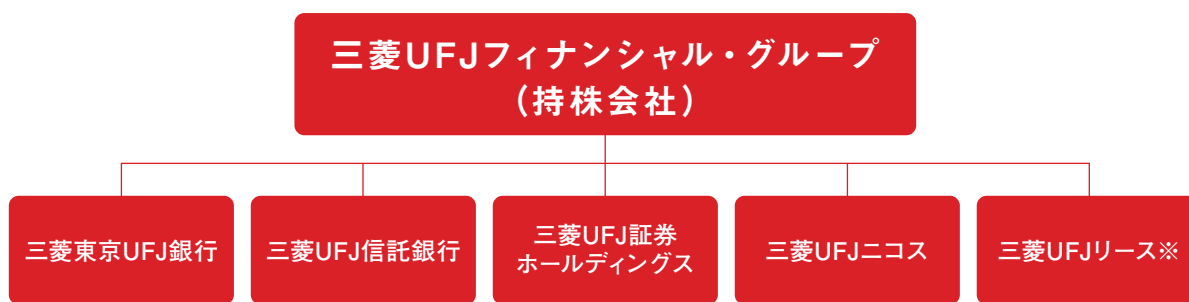 三菱UFJフィナンシャル・グループ
（持株会社）
三菱東京UFJ銀行
三菱UFJ信託銀行
三菱UFJ証券
ホールディングス
三菱UFJニコス
三菱UFJリース※